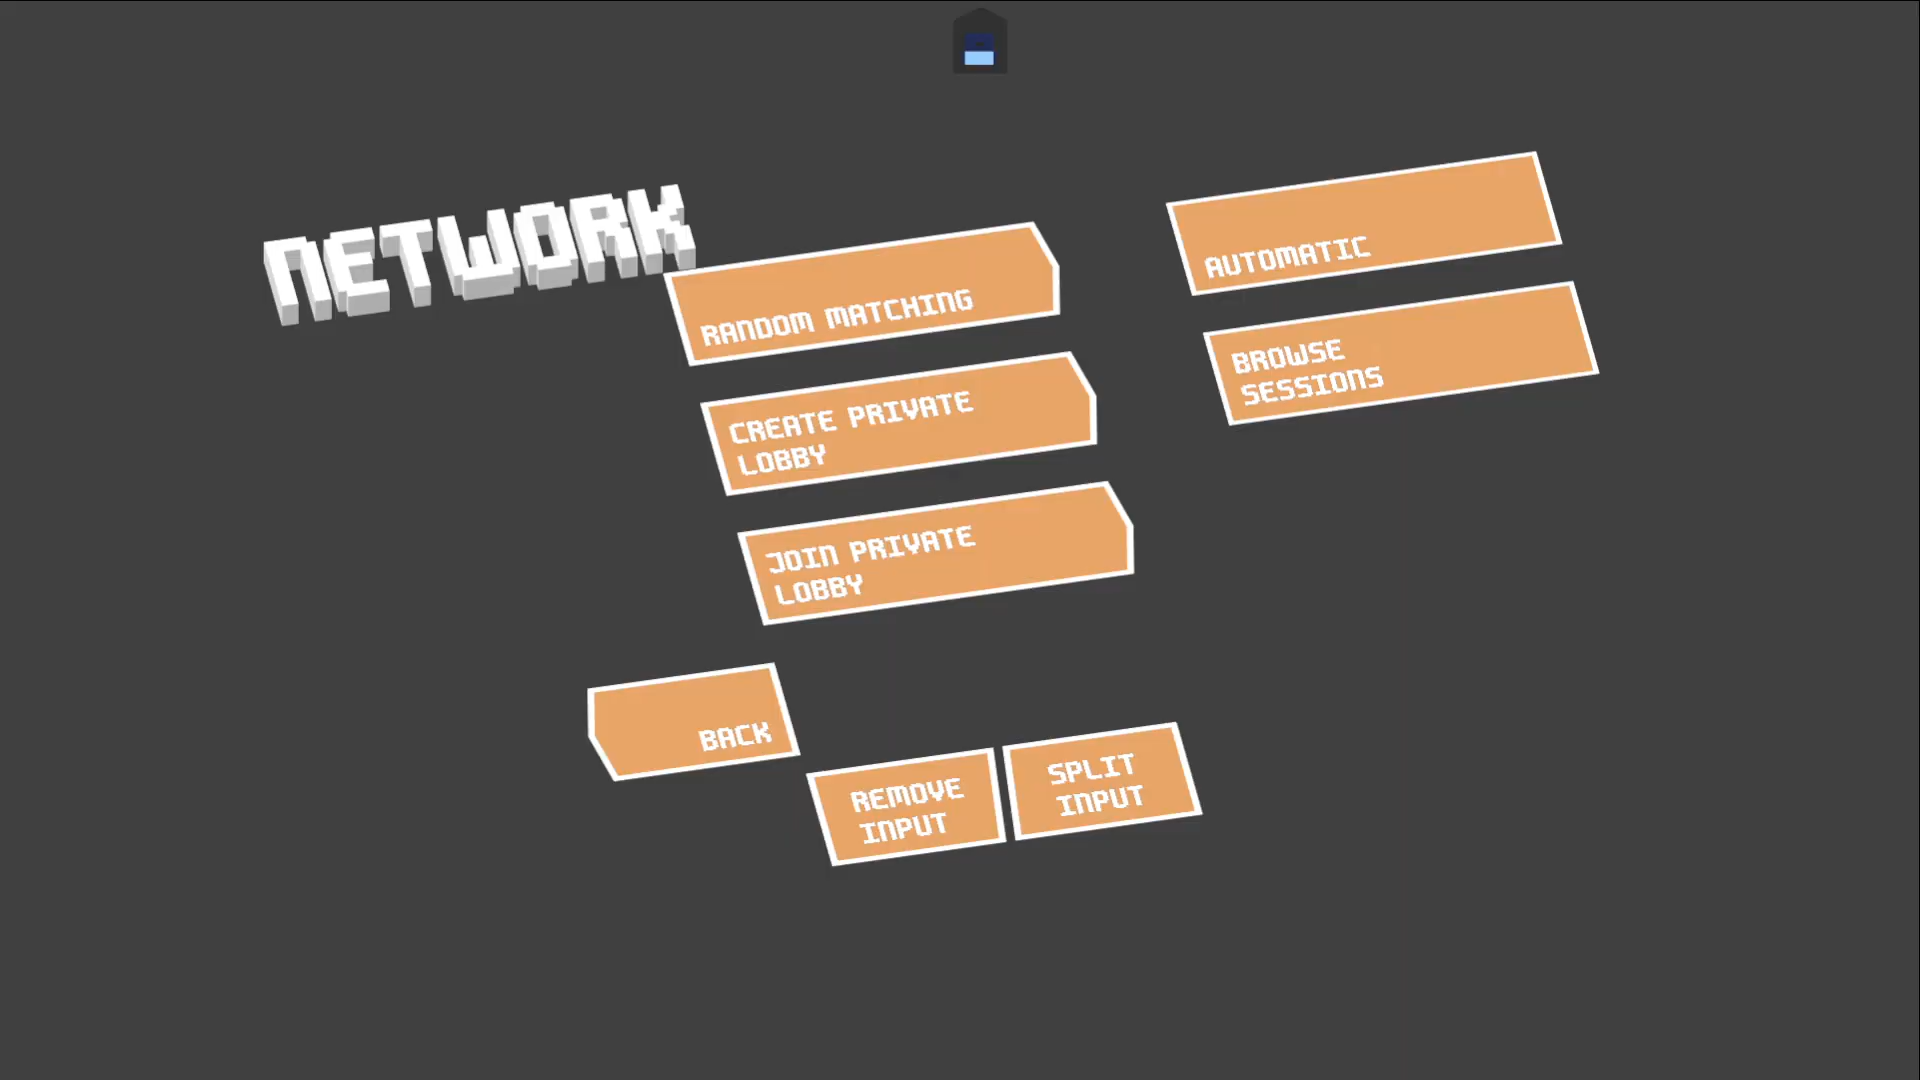 NETWORK
RANDOM MATCHING
CREATE PRIVATE
LOBBY
JOIN PRIVATE
LOBBY
AUTOMATIC
BROWSE
SESSIONS
BACK
REMOVE
INPUT
SPLIT
INPUT